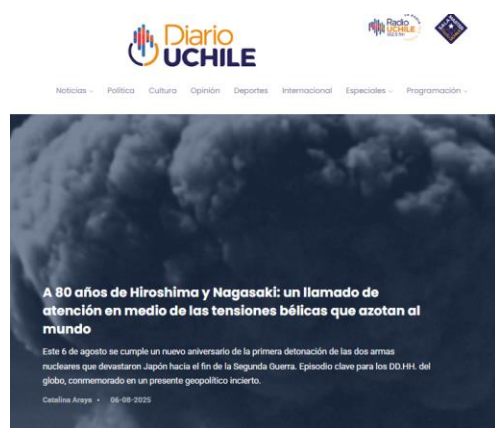 Diario
UCHILE
Radio
UCHILE
102.5 fm
SALA
Noticias
Política
Cultura
Opinión
Deportes
Internacional
Especiales
Programación
A 80 años de Hiroshima y Nagasaki: un llamado de
atención en medio de las tensiones bélicas que azotan al
mundo
Este 6 de agosto se cumple un nuevo aniversario de la primera detonación de las dos armas
nucleares que devastaron Japón hacia el fin de la Segunda Guerra. Episodio clave para los DD.HH. del
globo, conmemorado en un presente geopolítico incierto.
Catalina Araya • 06-08-2025